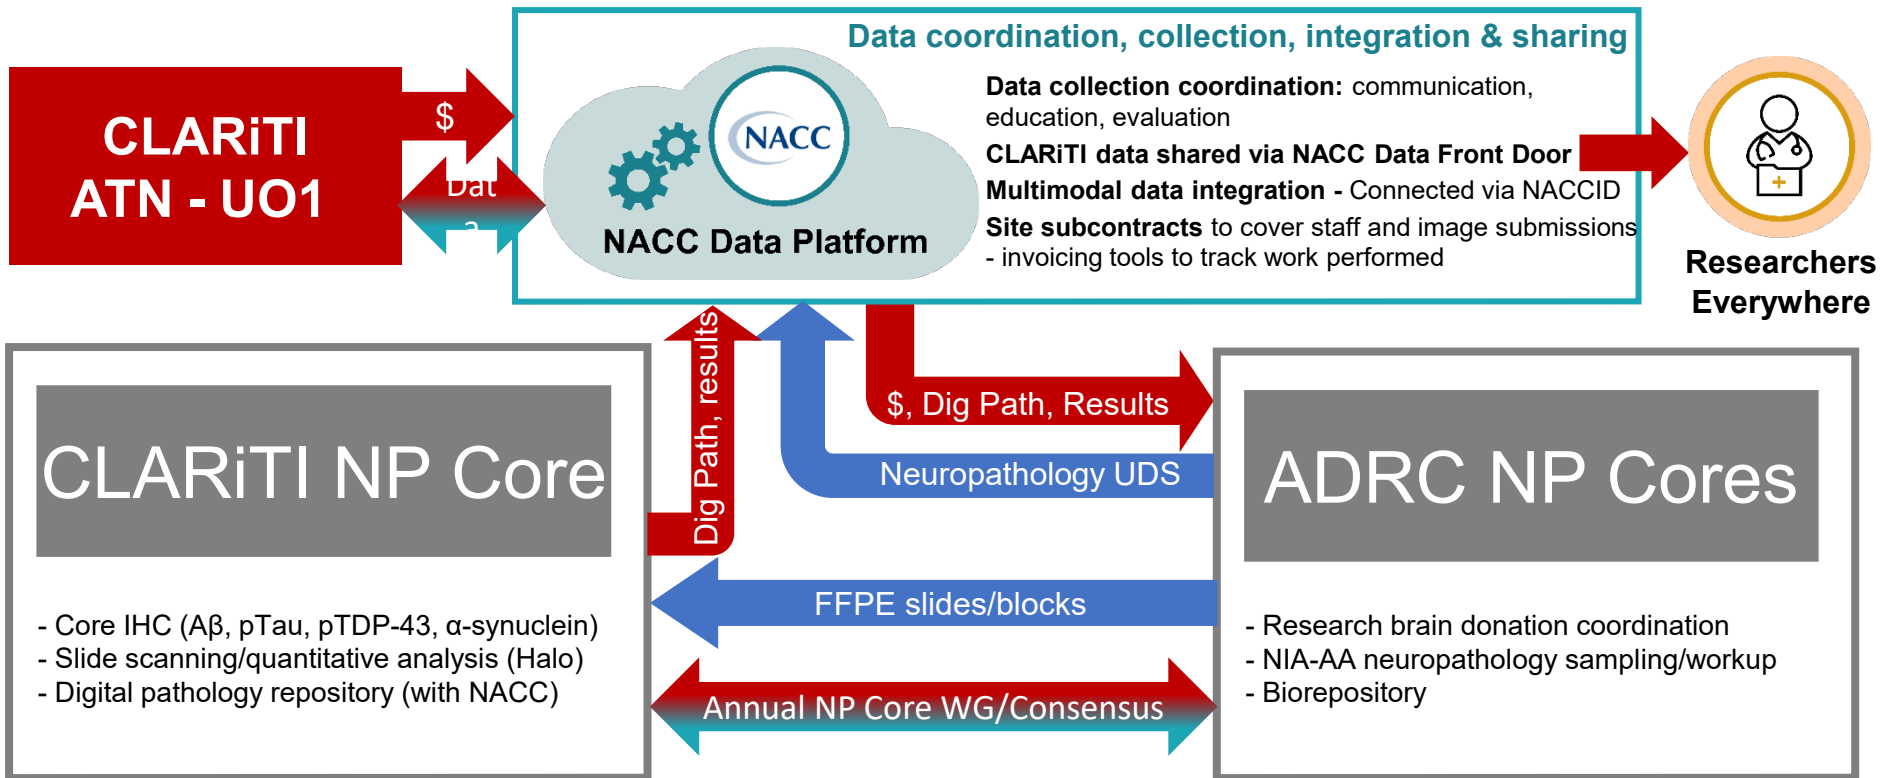 CLARiTI
ATN - UO1
$
Dat
a
Data coordination, collection, integration & sharing
NACC
NACC Data Platform
Data collection coordination: communication,
education, evaluation
CLARiTI data shared via NACC Data Front Door
Multimodal data integration - Connected via NACCID
Site subcontracts to cover staff and image submissions
- invoicing tools to track work performed
Researchers
Everywhere
CLARiTI NP Core
- Core IHC (Aβ, pTau, pTDP-43, α-synuclein)
- Slide scanning/quantitative analysis (Halo)
- Digital pathology repository (with NACC)
Dig Path, results
$, Dig Path, Results
Neuropathology UDS
FFPE slides/blocks
Annual NP Core WG/Consensus
ADRC NP Cores
- Research brain donation coordination
- NIA-AA neuropathology sampling/workup
- Biorepository